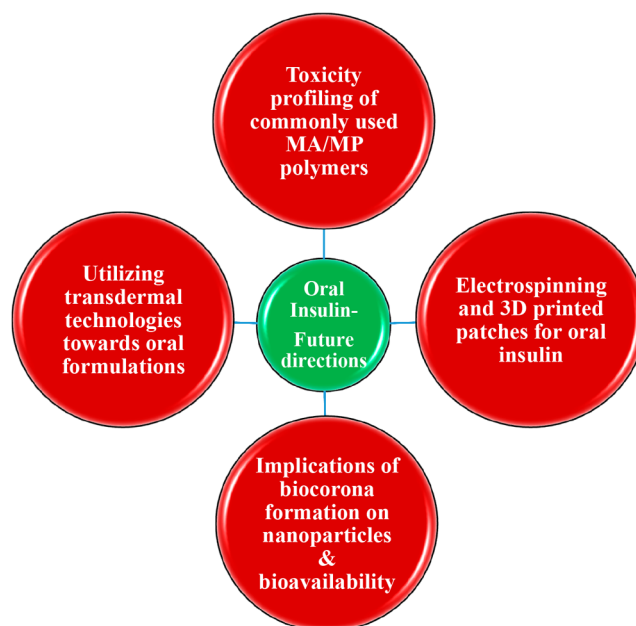 Toxicity
profiling of
commonly used
MA/MP
polymers
Utilizing
transdermal
technologies
towards oral
formulations
Oral
Insulin-
Future
directions
Electrospinning
and 3D printed
patches for oral
insulin
Implications of
biocorona
formation on
nanoparticles
&
bioavailability